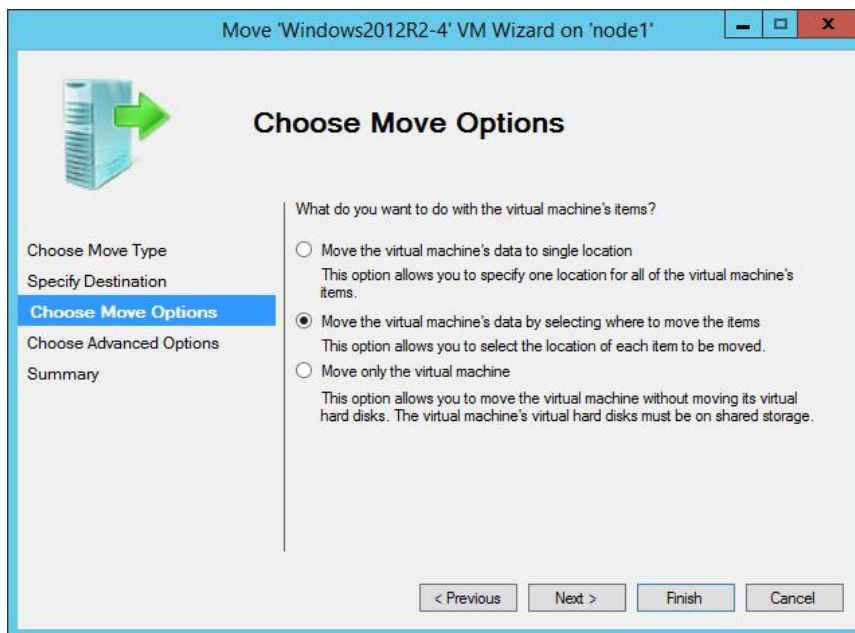 Move 'Windows2012R2-4' VM Wizard on 'node1'
Choose Move Options
Choose Move Type
Specify Destination
Choose Move Options
Choose Advanced Options
Summary
What do you want to do with the virtual machine's items?
Move the virtual machine's data to single location
This option allows you to specify one location for all of the virtual machine's
items.
Move the virtual machine's data by selecting where to move the items
This option allows you to select the location of each item to be moved.
Move only the virtual machine
This option allows you to move the virtual machine without moving its virtual
hard disks. The virtual machine's virtual hard disks must be on shared storage.
< Previous
Next >
Finish
Cancel